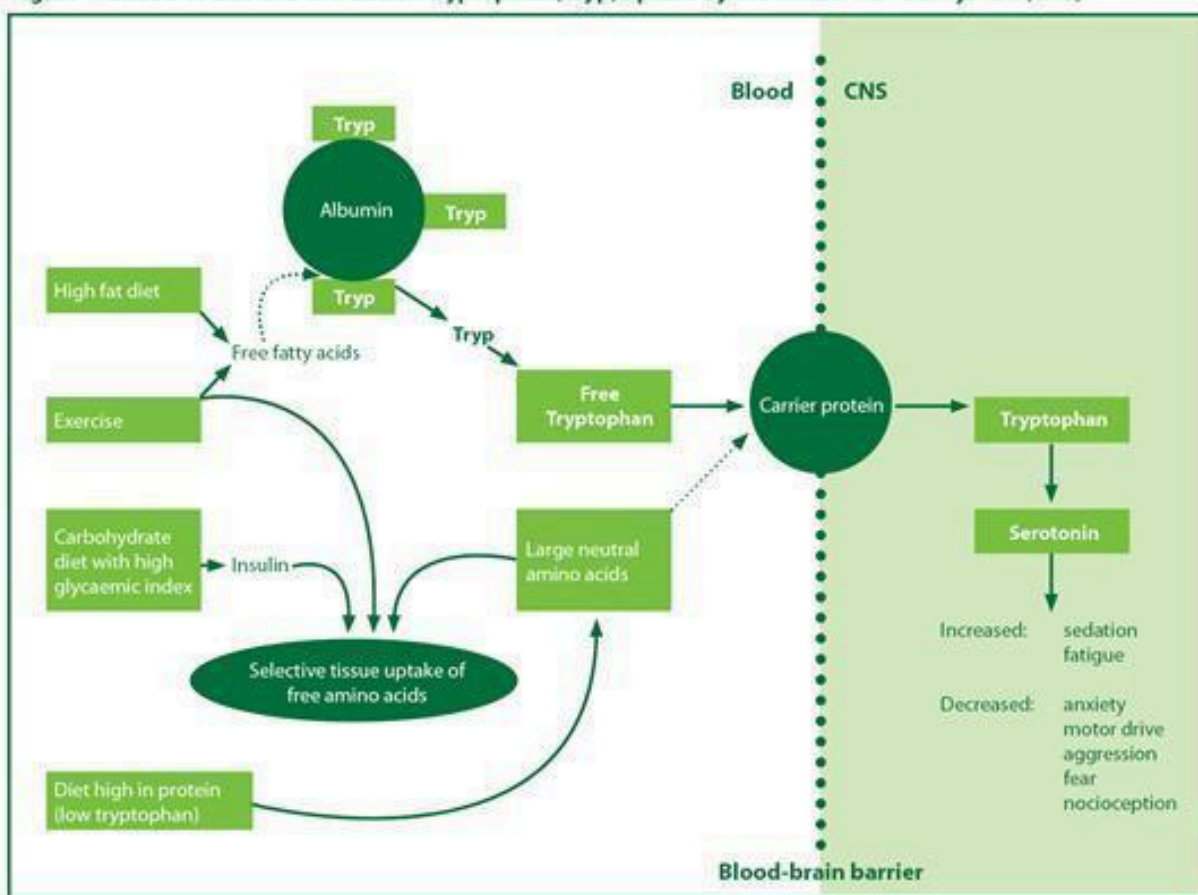 Blood
CNS
Tryp
Albumin
Tryp
Tryp
High fat diet
Free fatty acids
Tryp
Exercise
Free
Tryptophan
Carrier protein
Tryptophan
Carbohydrate
diet with high
glycaemic index
Insulin
Large neutral
amino acids
Serotonin
Selective tissue uptake of
free amino acids
Increased: sedation
fatigue
Decreased: anxiety
motor drive
aggression
fear
nocioception
Diet high in protein
(low tryptophan)
Blood-brain barrier